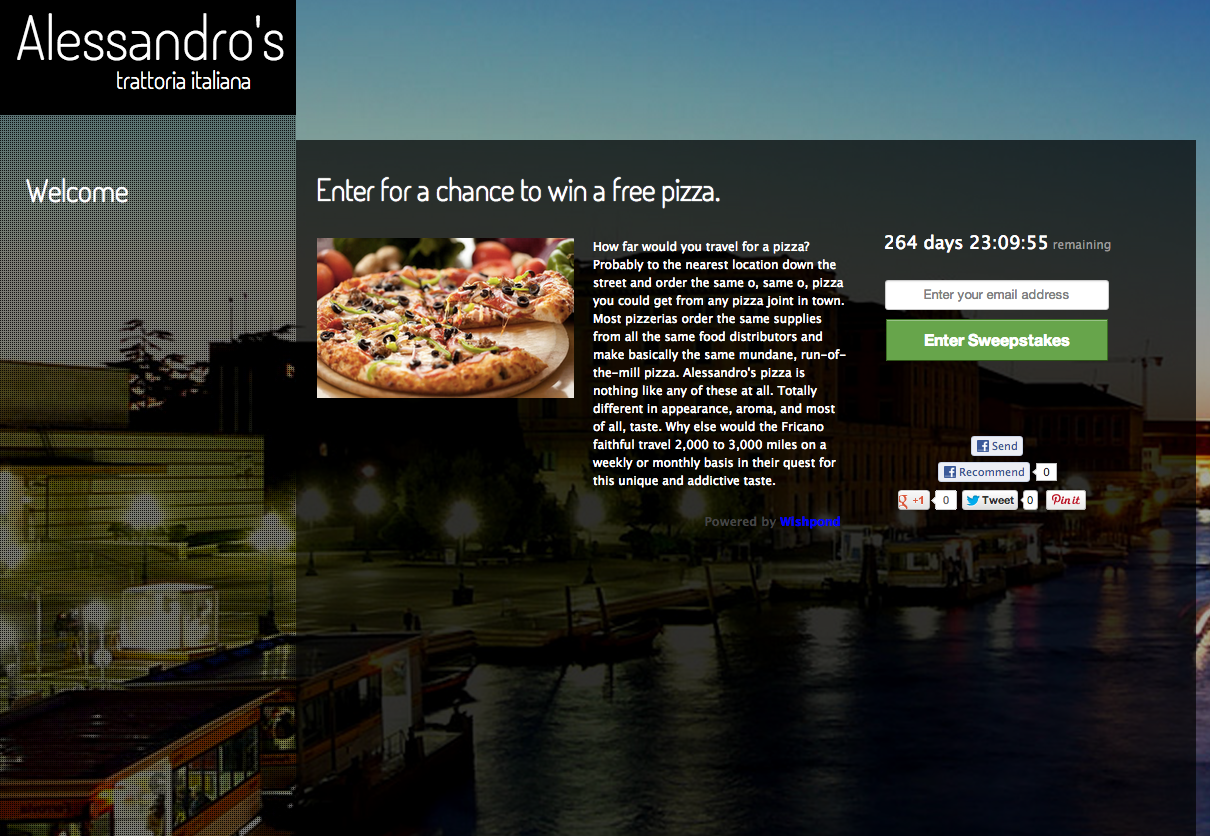 Alessandro's
trattoria italiana
Welcome
Enter for a chance to win a free pizza.
How far would you travel for a pizza?
Probably to the nearest location down the
street and order the same o, same o, pizza
you could get from any pizza joint in town.
Most pizzerias order the same supplies
from all the same food distributors and
make basically the same mundane, run-of-
the-mill pizza. Alessandro's pizza is
nothing like any of these at all. Totally
different in appearance, aroma, and most
of all, taste. Why else would the Fricano
faithful travel 2,000 to 3,000 miles on a
weekly or monthly basis in their quest for
this unique and addictive taste.
Powered by Wishpond
264 days 23:09:55 remaining
Enter your email address
Enter Sweepstakes
Send
Recommend 0
g +1 0 Tweet 0 Pin it